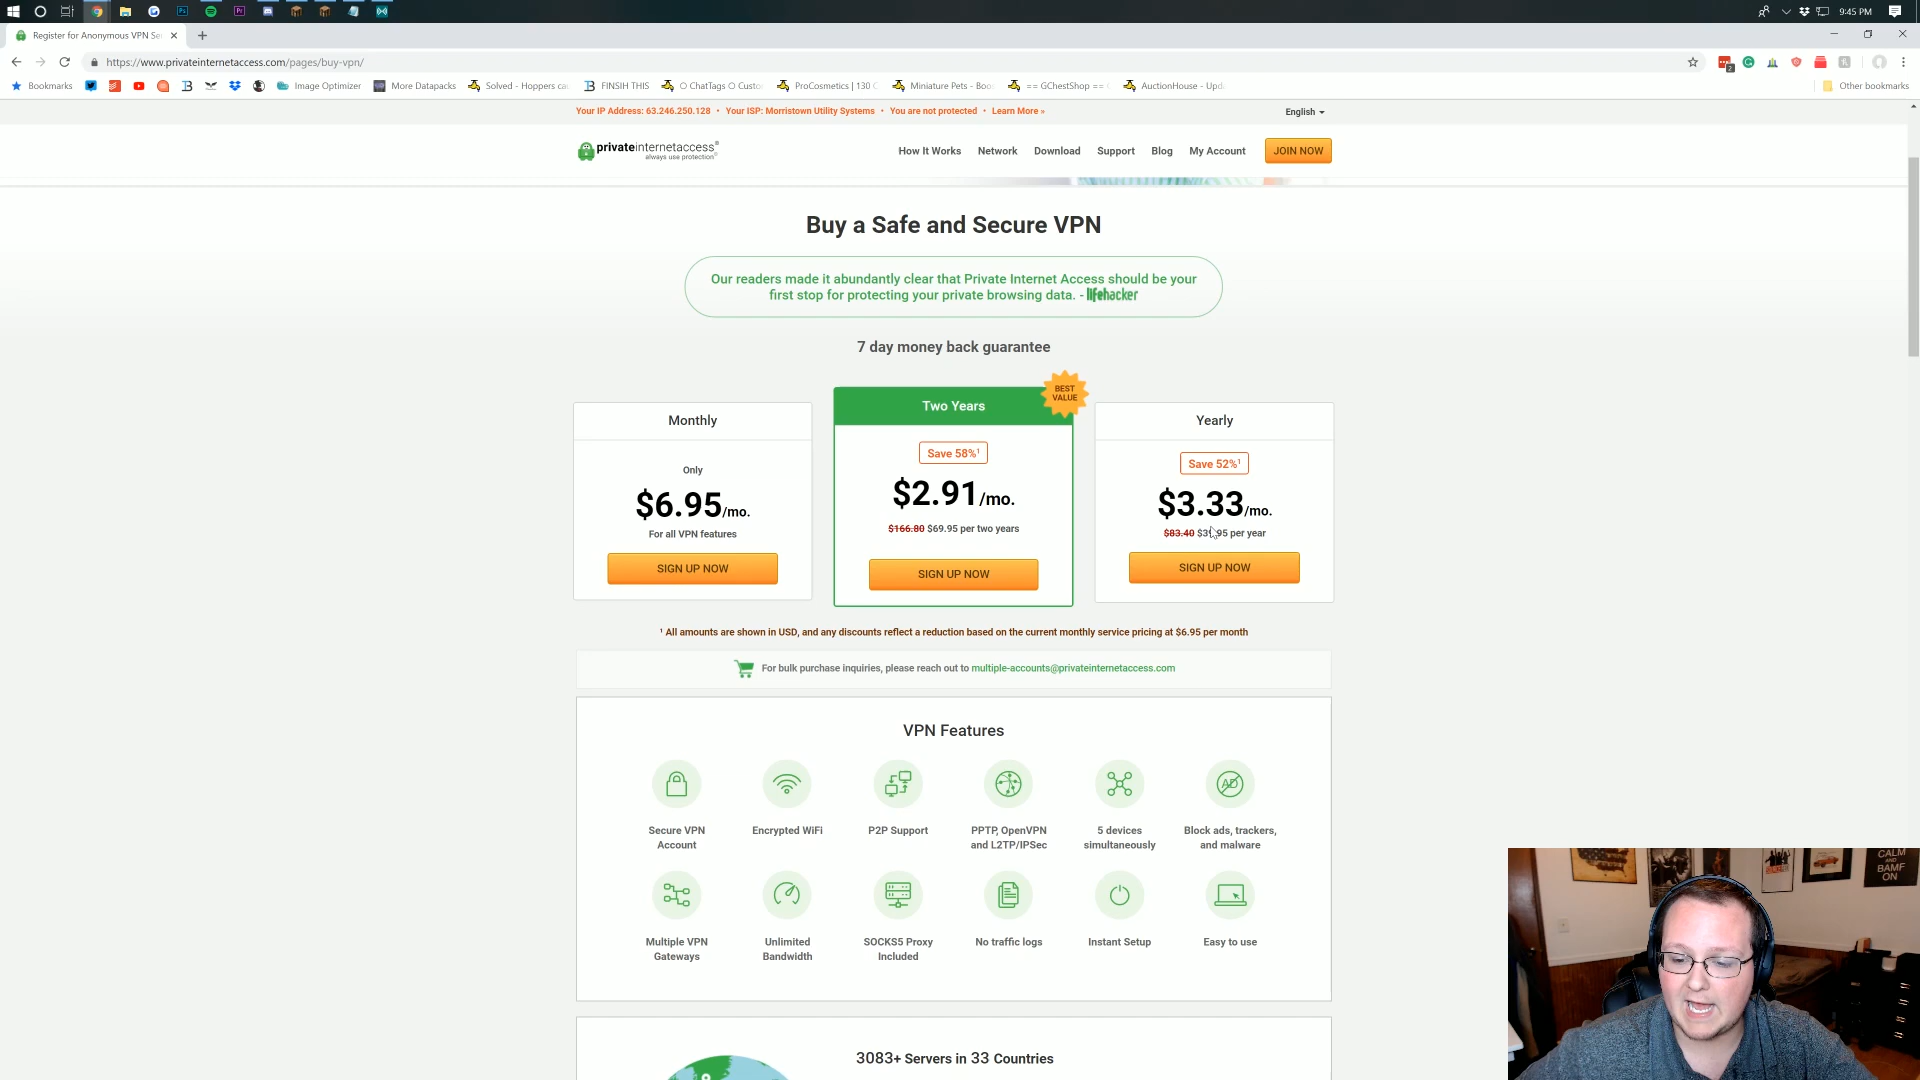 9:45 PM
Register for Anonymous VPN Se
https://www.privateinternetaccess.com/pages/buy-vpn/
Bookmarks
Image Optimizer
More Datapacks
Solved - Hoppers ca
FINSIH THIS
O ChatTags O Custo
ProCosmetics | 130 C
Miniature Pets - Boo
== GChestShop ==
AuctionHouse - Upd
Other bookmarks
Your IP Address: 63.246.250.128 • Your ISP: Morristown Utility Systems • You are not protected • Learn More »
English
privateinternetaccess®
always use protection
How It Works
Network
Download
Support
Blog
My Account
JOIN NOW
Buy a Safe and Secure VPN
Our readers made it abundantly clear that Private Internet Access should be your
first stop for protecting your private browsing data. - lifehacker
7 day money back guarantee
Monthly
Only
$6.95/mo.
For all VPN features
SIGN UP NOW
BEST
VALUE
Two Years
Save 58%¹
$2.91/mo.
$166.80 $69.95 per two years
SIGN UP NOW
Yearly
Save 52%¹
$3.33/mo.
$83.40 per year
SIGN UP NOW
¹ All amounts are shown in USD, and any discounts reflect a reduction based on the current monthly service pricing at $6.95 per month
For bulk purchase inquiries, please reach out to multiple-accounts@privateinternetaccess.com
VPN Features
Secure VPN
Account
Encrypted WiFi
P2P Support
PPTP, OpenVPN
and L2TP/IPSec
5 devices
simultaneously
AD
Block ads, trackers,
and malware
Multiple VPN
Gateways
Unlimited
Bandwidth
SOCKS5 Proxy
Included
No traffic logs
Instant Setup
Easy to use
3083+ Servers in 33 Countries
CALM
AND
BAMF
ON